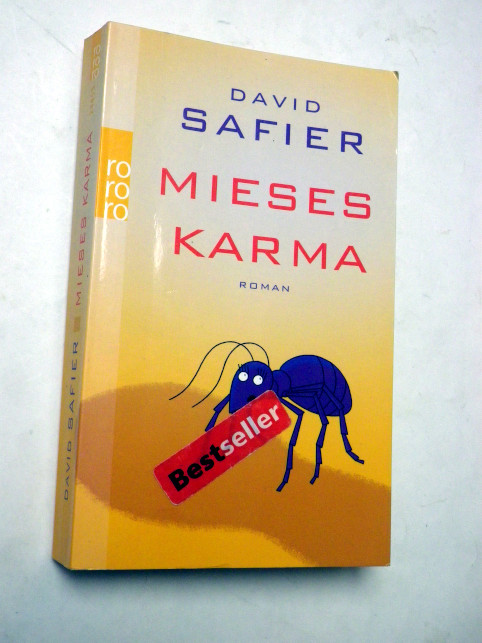 DAVID
SAFIER
MIESES
KARMA
ROMAN
ro
ro
ro
Bestseller
DAVID SAFIER MIESES KARMA